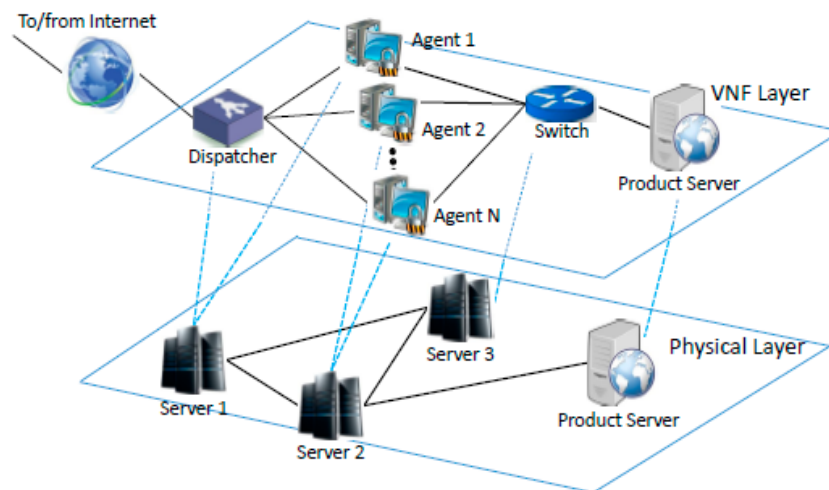 To/from Internet
Agent 1
VNF Layer
Agent 2
Switch
Dispatcher
Product Server
Agent N
Server 3
Physical Layer
Server 1
Product Server
Server 2